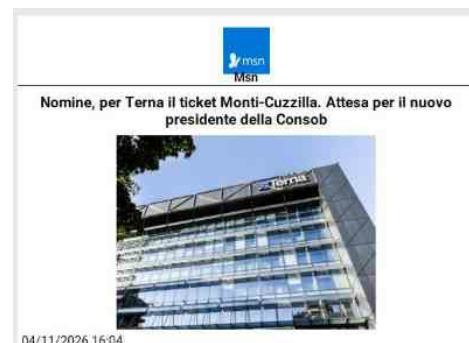 msn
Msn
Nomine, per Terna il ticket Monti-Cuzzilla. Attesa per il nuovo
presidente della Consob
Terna
04/11/2026 16:04